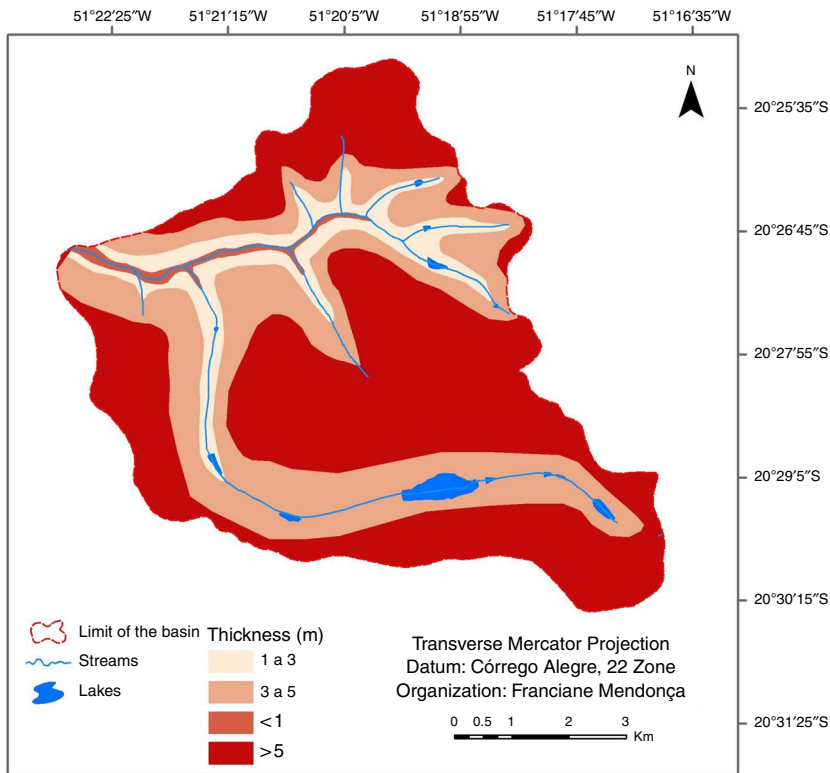 51°22′25″W 51°21′15″W 51°20′5″W 51°18′55″W 51°17′45″W 51°16′35″W
N
20°25′35″S
20°26′45″S
20°27′55″S
20°29′5″S
20°30′15″S
20°31′25″S
Limit of the basin
Streams
Lakes
Thickness (m)
1 a 3
3 a 5
<1
>5
Transverse Mercator Projection
Datum: Córrego Alegre, 22 Zone
Organization: Franciane Mendonça
0 0.5 1 2 3
Km